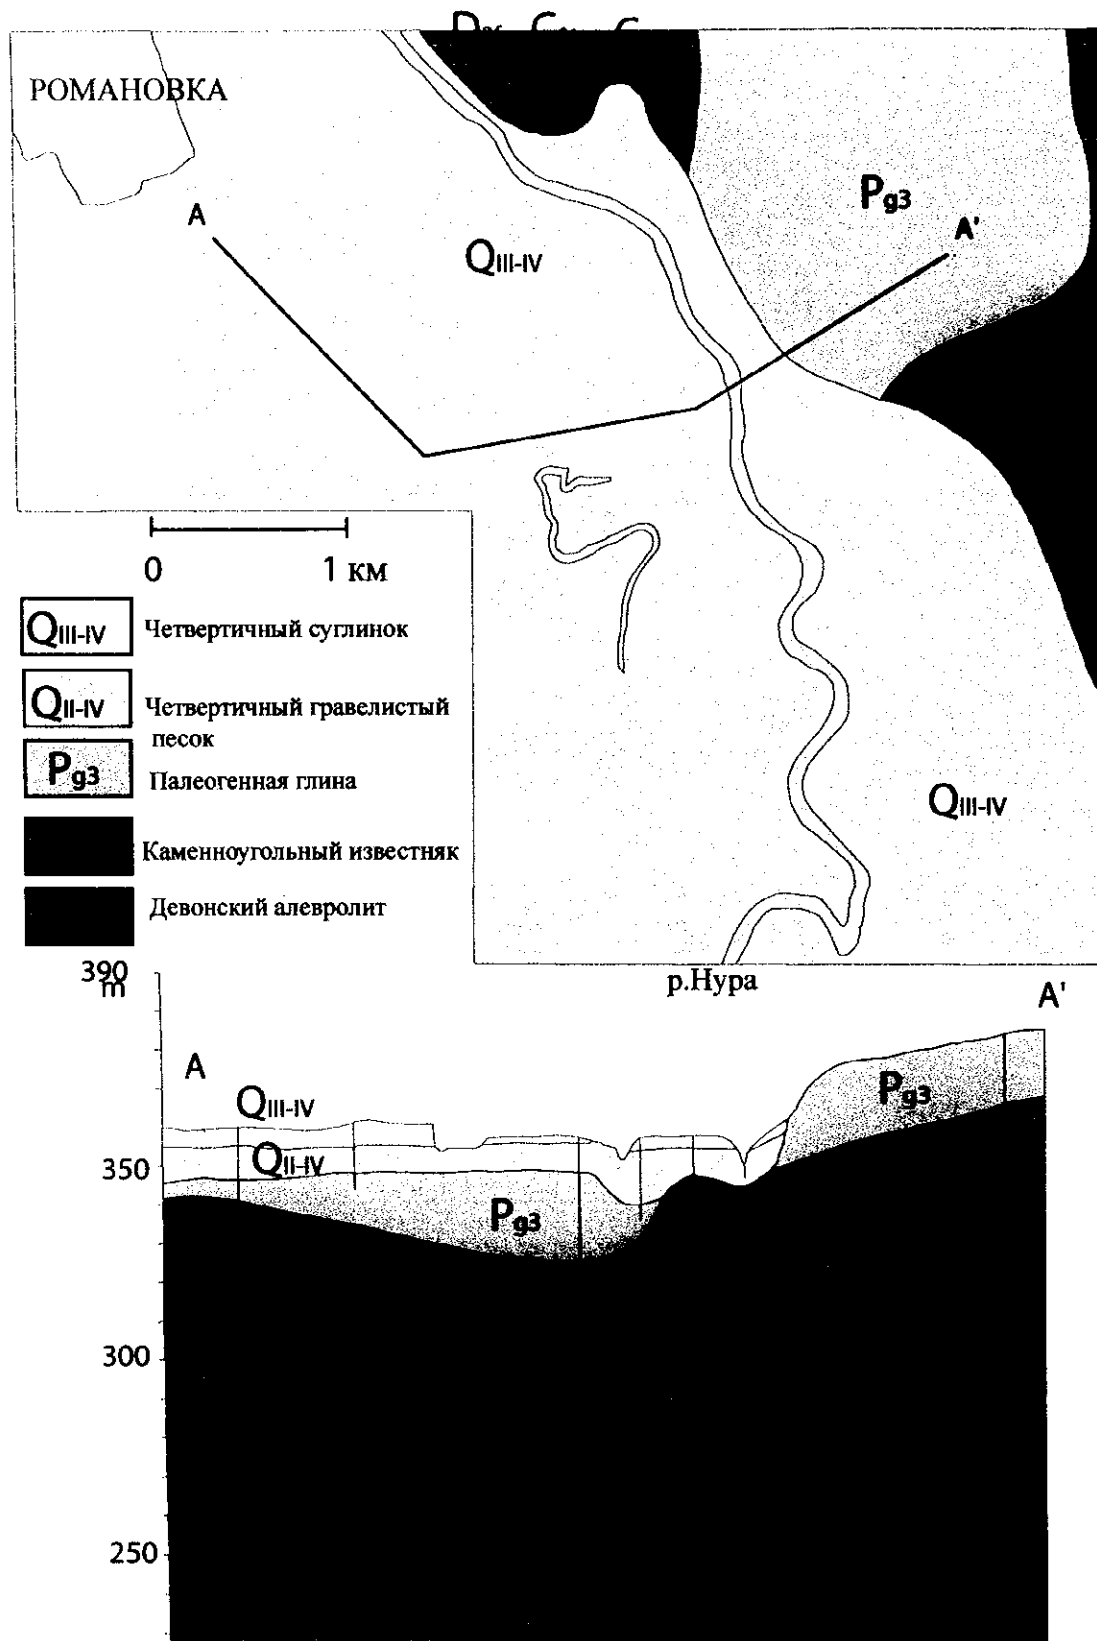 РОМАНОВКА
Pg3
A
A'
QIII-IV
0 1 км
QIII-IV Четвертичный суглинок
QII-IV Четвертичный гравелистый
песок
Pg3 Палеогенная глина
Каменноугольный известняк
Девонский алевролит
QIII-IV
390
m
р.Нура
A'
A
QIII-IV
Pg3
QII-IV
350
Pg3
300
250